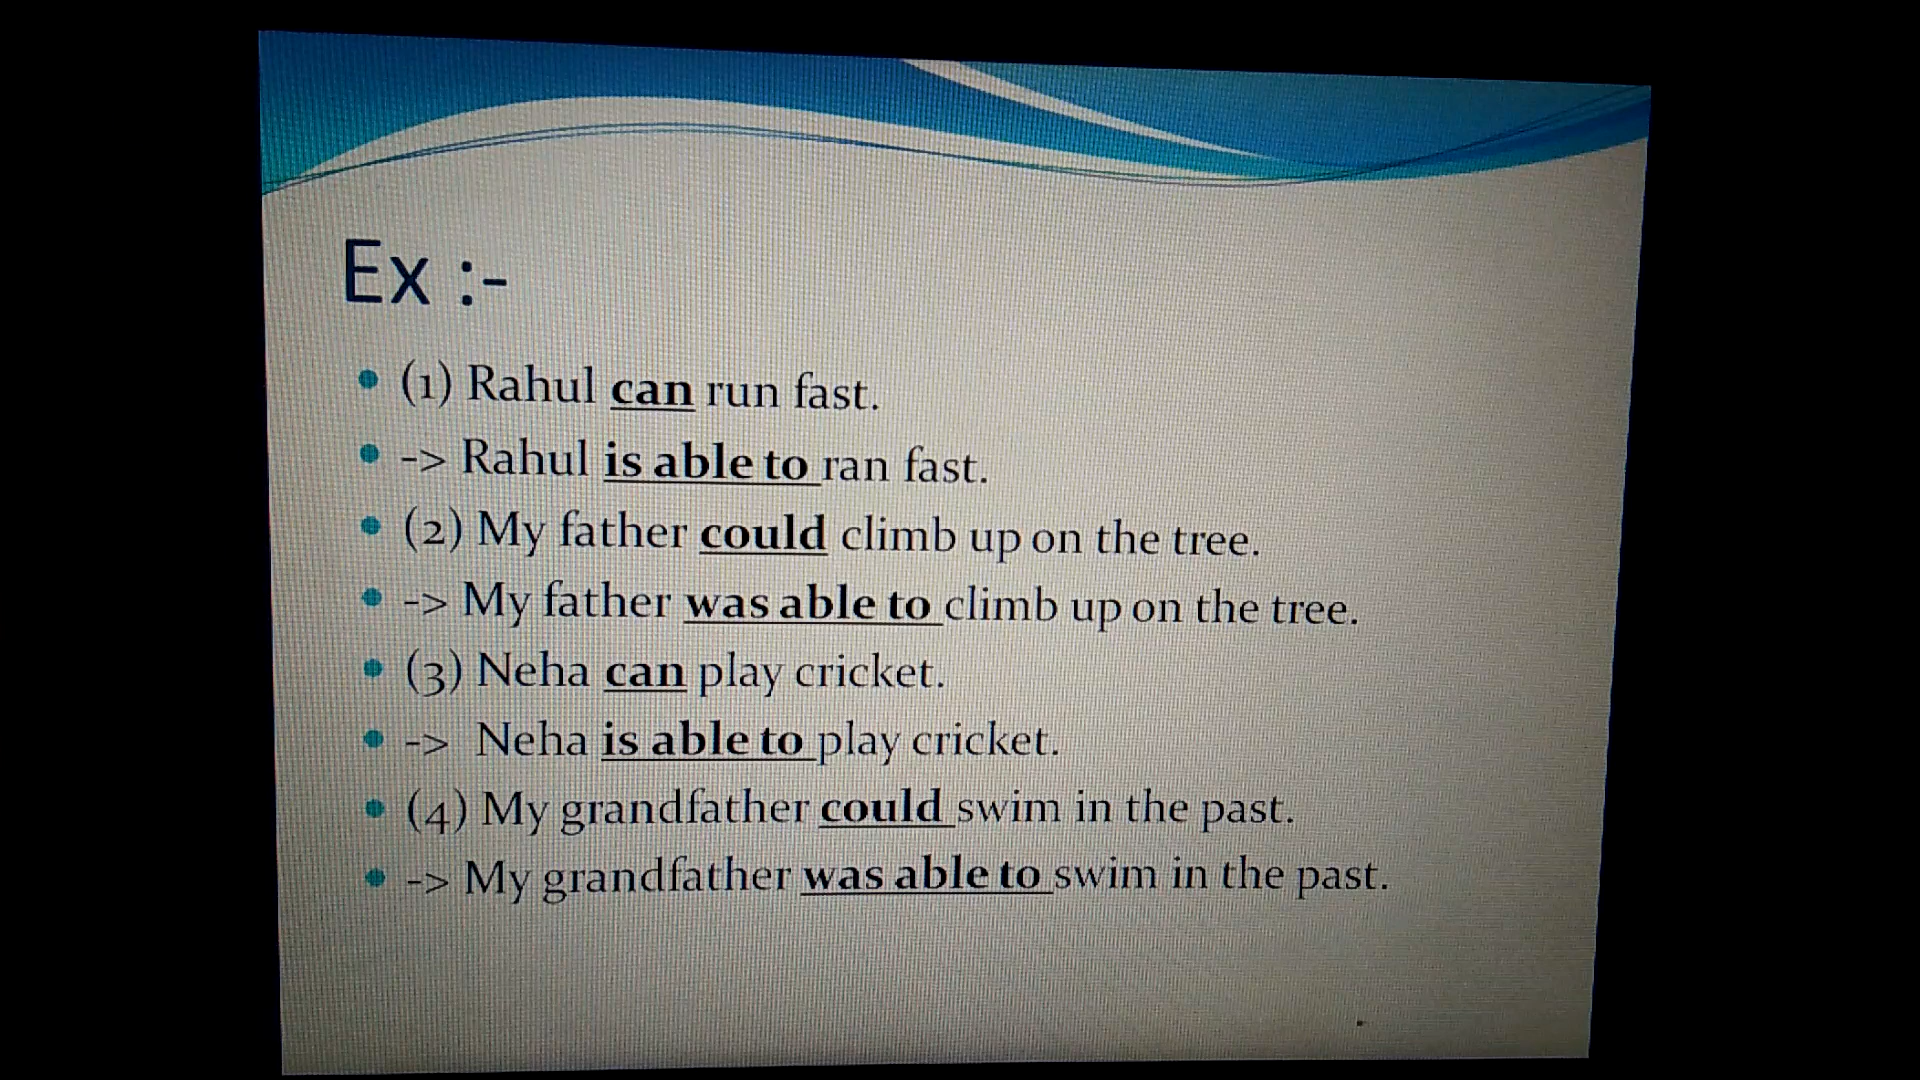 Ex :-
(1) Rahul can run fast.
-> Rahul is able to ran fast.
(2) My father could climb up on the tree.
-> My father was able to climb up on the tree.
(3) Neha can play cricket.
-> Neha is able to play cricket.
(4) My grandfather could swim in the past.
-> My grandfather was able to swim in the past.